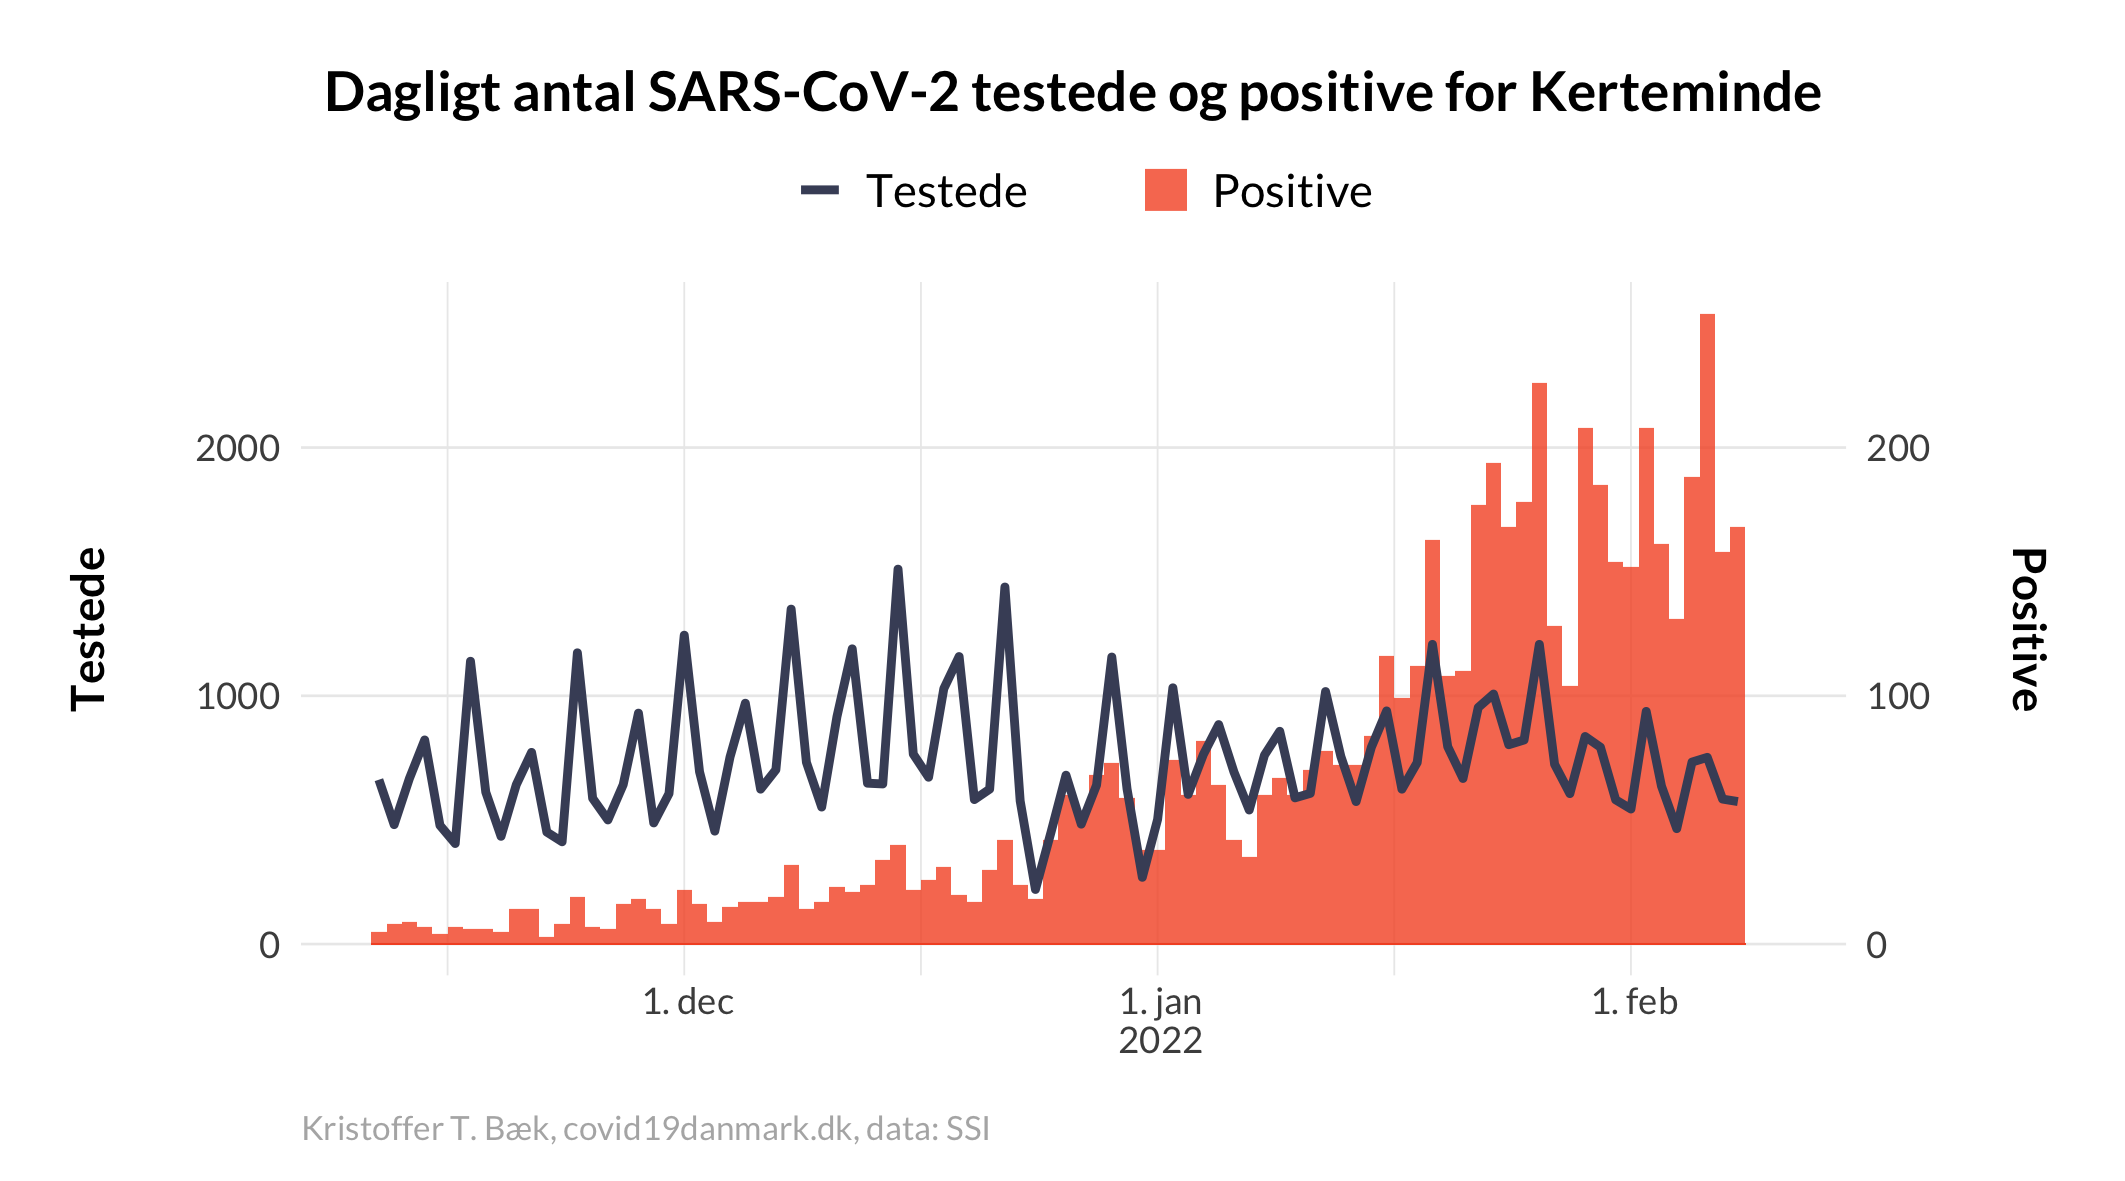 Dagligt antal SARS-CoV-2 testede og positive for Kerteminde
Testede
Positive
2000
1000
0
Testede
200
100
0
Positive
1. dec
1. jan
2022
1. feb
Kristoffer T. Bæk, covid19danmark.dk, data: SSI